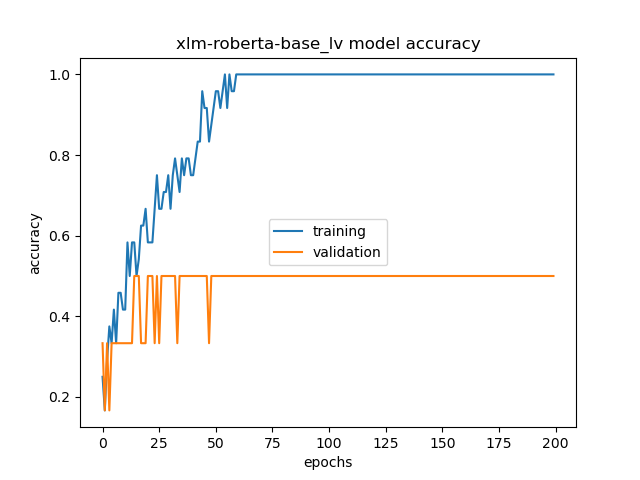 xlm-roberta-base_lv model accuracy
1.0
0.8
0.6
0.4
0.2
accuracy
training
validation
0 25 50 75 100 125 150 175 200
epochs